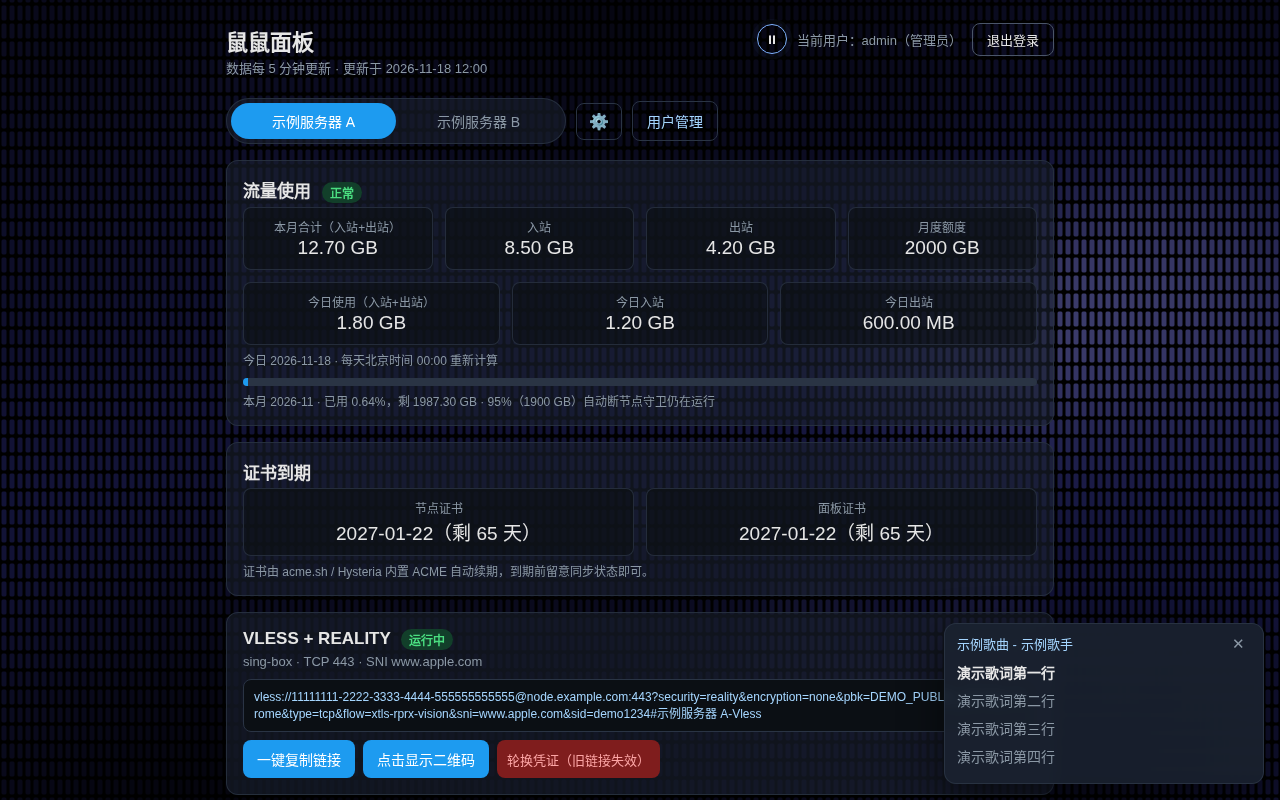 鼠鼠面板
当前用户：admin（管理员）
退出登录
数据每 5 分钟更新 · 更新于 2026-11-18 12:00
示例服务器 A
示例服务器 B
用户管理
流量使用 正常
本月合计（入站+出站）
12.70 GB
入站
8.50 GB
出站
4.20 GB
月度额度
2000 GB
今日使用（入站+出站）
1.80 GB
今日入站
1.20 GB
今日出站
600.00 MB
今日 2026-11-18 · 每天北京时间 00:00 重新计算
本月 2026-11 · 已用 0.64%，剩 1987.30 GB · 95%（1900 GB）自动断节点守卫仍在运行
证书到期
节点证书
2027-01-22（剩 65 天）
面板证书
2027-01-22（剩 65 天）
证书由 acme.sh / Hysteria 内置 ACME 自动续期，到期前留意同步状态即可。
VLESS + REALITY 运行中
sing-box · TCP 443 · SNI www.apple.com
vless://11111111-2222-3333-4444-555555555555@node.example.com:443?security=reality&encryption=none&pbk=DEMO_PUBL
rome&type=tcp&flow=xtls-rprx-vision&sni=www.apple.com&sid=demo1234#示例服务器 A-Vless
一键复制链接
点击显示二维码
轮换凭证（旧链接失效）
示例歌曲 - 示例歌手
✕
演示歌词第一行
演示歌词第二行
演示歌词第三行
演示歌词第四行